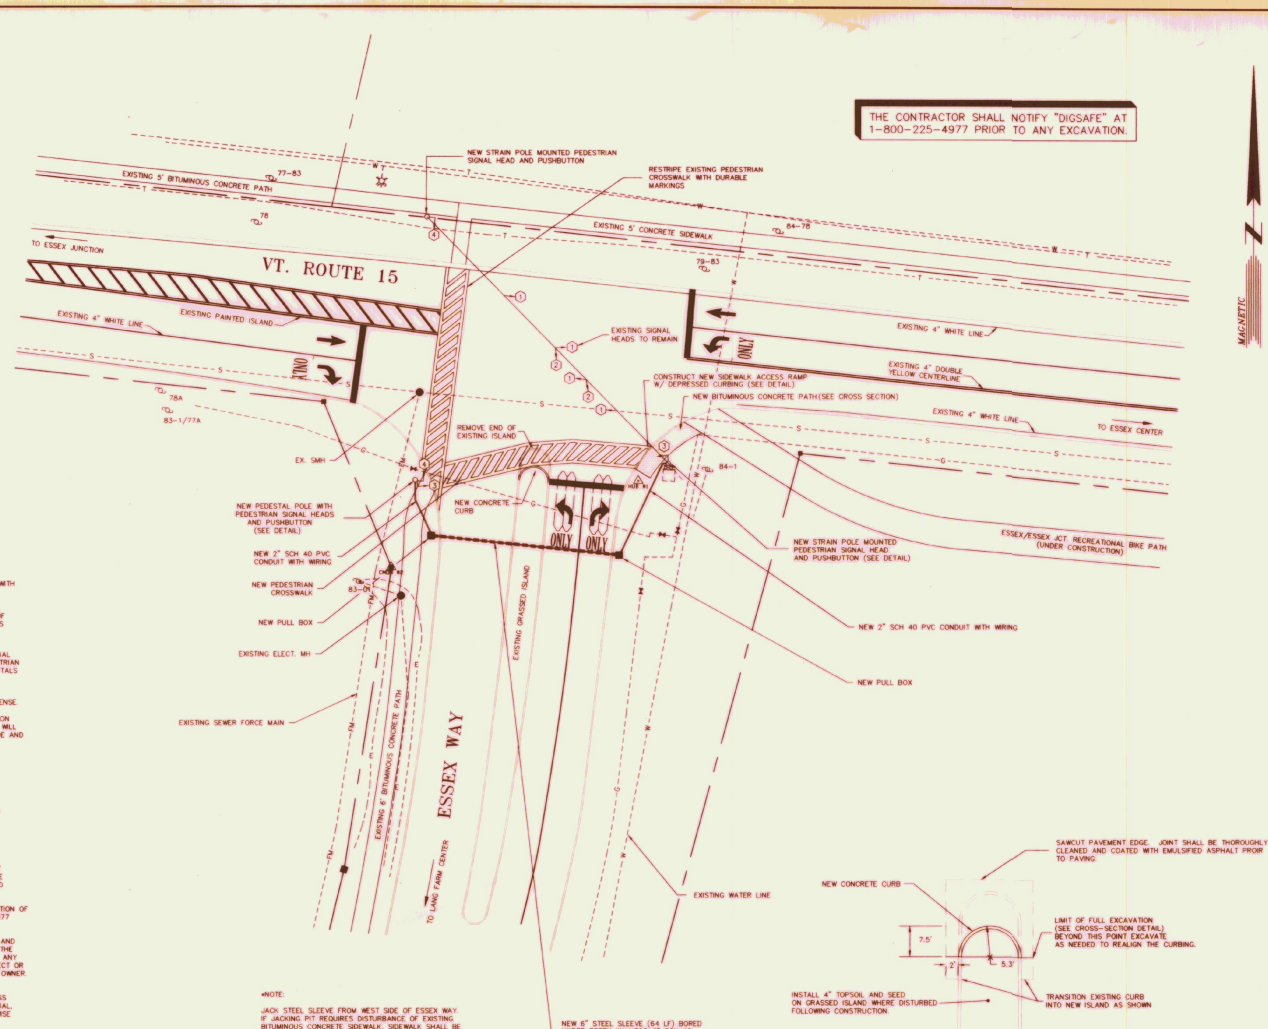 THE CONTRACTOR SHALL NOTIFY "DIGSAFE" AT
1-800-225-4977 PRIOR TO ANY EXCAVATION.
NEW STRAIN POLE MOUNTED PEDESTRIAN
SIGNAL HEAD AND PUSHBUTTON
RESTRIPE EXISTING PEDESTRIAN
CROSSWALK WITH DURABLE
MARKINGS
EXISTING 5' BITUMINOUS CONCRETE PATH
77-83
78
EXISTING 5' CONCRETE SIDEWALK
84-78
79-83
TO ESSEX JUNCTION
VT. ROUTE 15
MAGNETIC
N
EXISTING 4" WHITE LINE
EXISTING PAINTED ISLAND
ONLY
EXISTING SIGNAL
HEADS TO REMAIN
ONLY
EXISTING 4" WHITE LINE
EXISTING 4" DOUBLE
YELLOW CENTERLINE
CONSTRUCT NEW SIDEWALK ACCESS RAMP
W/ DEPRESSED CURBING (SEE DETAIL)
NEW BITUMINOUS CONCRETE PATH (SEE CROSS SECTION)
EXISTING 4" WHITE LINE
TO ESSEX CENTER
78A
83-1/77A
REMOVE END OF
EXISTING ISLAND
EX. SMH
84-1
NEW PEDESTAL POLE WITH
PEDESTRIAN SIGNAL HEADS
AND PUSHBUTTON
(SEE DETAIL)
NEW CONCRETE
CURB
ONLY
ONLY
NEW STRAIN POLE MOUNTED
PEDESTRIAN SIGNAL HEAD
AND PUSHBUTTON (SEE DETAIL)
ESSEX/ESSEX JCT. RECREATIONAL BIKE PATH
(UNDER CONSTRUCTION)
NEW 2" SCH 40 PVC
CONDUIT WITH WIRING
NEW PEDESTRIAN
CROSSWALK
NEW PULL BOX
EXISTING ELECT. MH
EXISTING GRASSED ISLAND
NEW 2" SCH 40 PVC CONDUIT WITH WIRING
NEW PULL BOX
EXISTING SEWER FORCE MAIN
EXISTING 6' BITUMINOUS CONCRETE PATH
ESSEX WAY
TO LANG FARM CENTER
EXISTING WATER LINE
SAWCUT PAVEMENT EDGE. JOINT SHALL BE THOROUGHLY
CLEANED AND COATED WITH EMULSIFIED ASPHALT PROIR
TO PAVING.
NEW CONCRETE CURB
LIMIT OF FULL EXCAVATION
(SEE CROSS-SECTION DETAIL)
BEYOND THIS POINT EXCAVATE
AS NEEDED TO REALIGN THE CURBING.
7.5'
2'
5.3'
INSTALL 4" TOPSOIL AND SEED
ON GRASSED ISLAND WHERE DISTURBED
FOLLOWING CONSTRUCTION.
TRANSITION EXISTING CURB
INTO NEW ISLAND AS SHOWN
*NOTE:
JACK STEEL SLEEVE FROM WEST SIDE OF ESSEX WAY.
IF JACKING PIT REQUIRES DISTURBANCE OF EXISTING
BITUMINOUS CONCRETE SIDEWALK, SIDEWALK SHALL BE
NEW 6" STEEL SLEEVE (64 LF) BORED